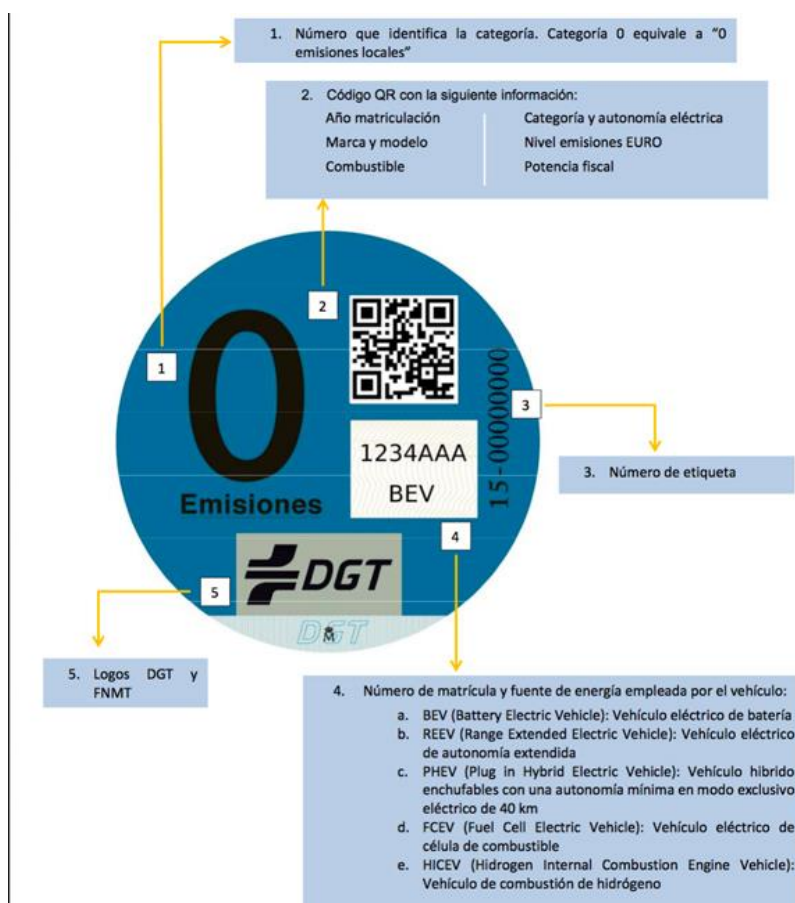 1. Número que identifica la categoría. Categoría 0 equivale a "0
emisiones locales"
2. Código QR con la siguiente información:
Año matriculación
Marca y modelo
Combustible
Categoría y autonomía eléctrica
Nivel emisiones EURO
Potencia fiscal
2
1
0
Emisiones
1234AAA
BEV
15-00000000
3
3. Número de etiqueta
4
5
DGT
DGT
M
5. Logos DGT y
FNMT
4. Número de matrícula y fuente de energía empleada por el vehículo:
a. BEV (Battery Electric Vehicle): Vehículo eléctrico de batería
b. REEV (Range Extended Electric Vehicle): Vehículo eléctrico
de autonomía extendida
c. PHEV (Plug in Hybrid Electric Vehicle): Vehículo hibrido
enchufables con una autonomía mínima en modo exclusivo
eléctrico de 40 km
d. FCEV (Fuel Cell Electric Vehicle): Vehículo eléctrico de
célula de combustible
e. HICEV (Hidrogen Internal Combustion Engine Vehicle):
Vehículo de combustión de hidrógeno